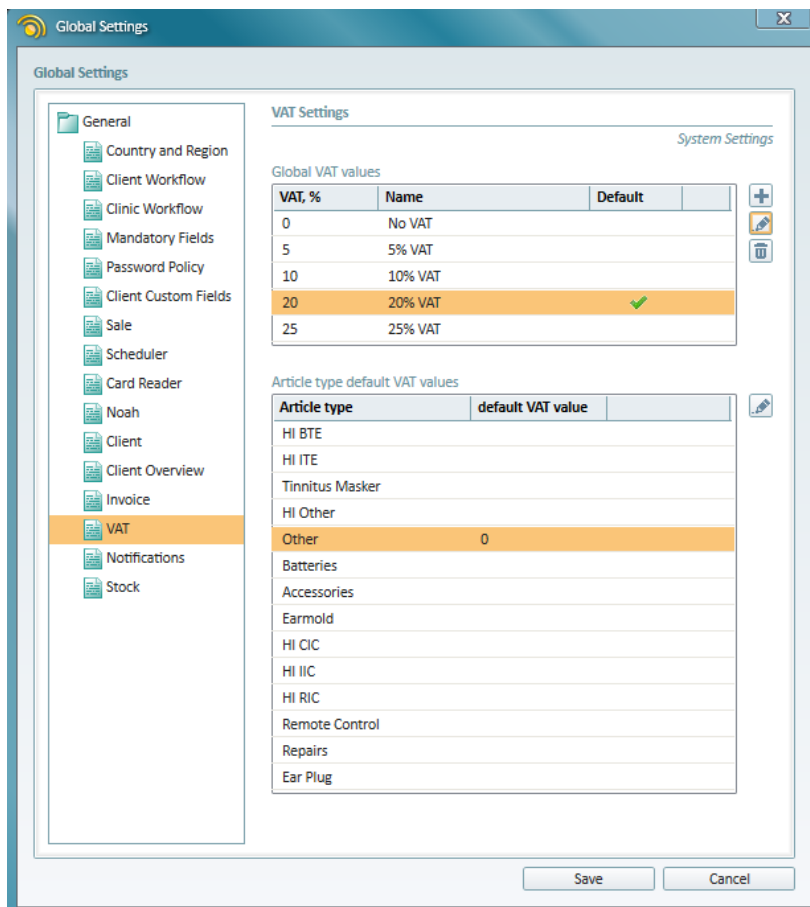 Global Settings
Global Settings
General
Country and Region
Client Workflow
Clinic Workflow
Mandatory Fields
Password Policy
Client Custom Fields
Sale
Scheduler
Card Reader
Noah
Client
Client Overview
Invoice
VAT
Notifications
Stock
VAT Settings
System Settings
Global VAT values
VAT, % Name Default
0 No VAT
5 5% VAT
10 10% VAT
20 20% VAT
25 25% VAT
Article type default VAT values
Article type default VAT value
HI BTE
HI ITE
Tinnitus Masker
HI Other
Other 0
Batteries
Accessories
Earmold
HI CIC
HI IIC
HI RIC
Remote Control
Repairs
Ear Plug
Save Cancel